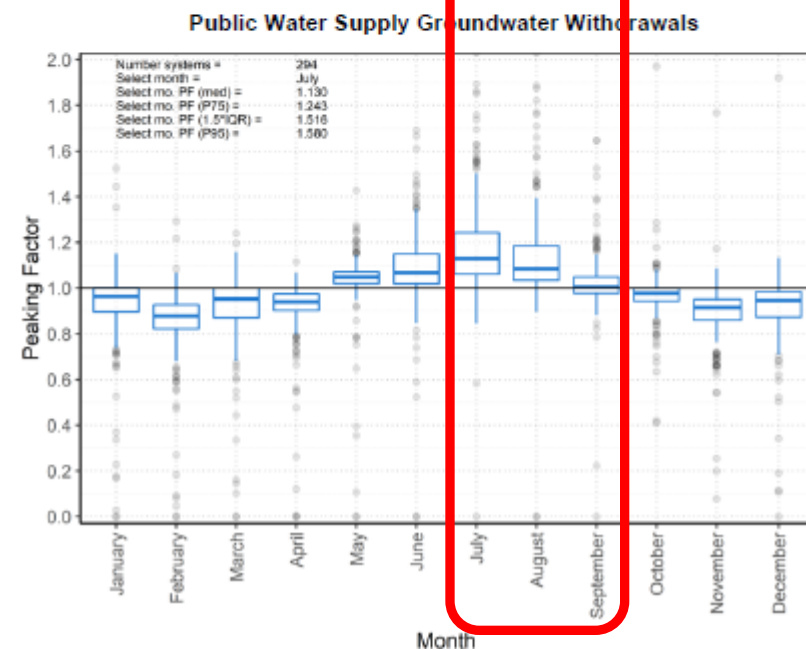 Public Water Supply Groundwater Withdrawals
Number systems = 294
Select month = July
Select mo. PF (med) = 1.130
Select mo. PF (P75) = 1.243
Select mo. PF (1.5*IQR) = 1.516
Select mo. PF (P95) = 1.580
2.0
1.8
1.6
1.4
1.2
1.0
0.8
0.6
0.4
0.2
0.0
Peaking Factor
January
February
March
April
May
June
July
August
September
October
November
December
Month